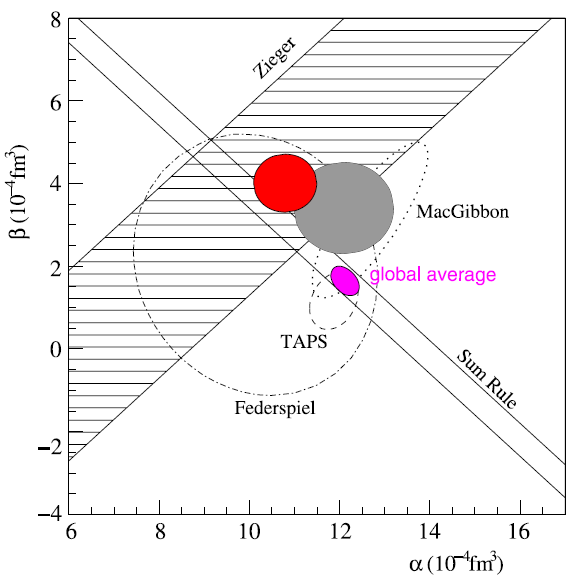 8
6
4
2
0
−2
−4
β (10⁻⁴fm³)
Zieger
MacGibbon
global average
TAPS
Sum Rule
Federspiel
6
8
10
12
14
16
α (10⁻⁴fm³)